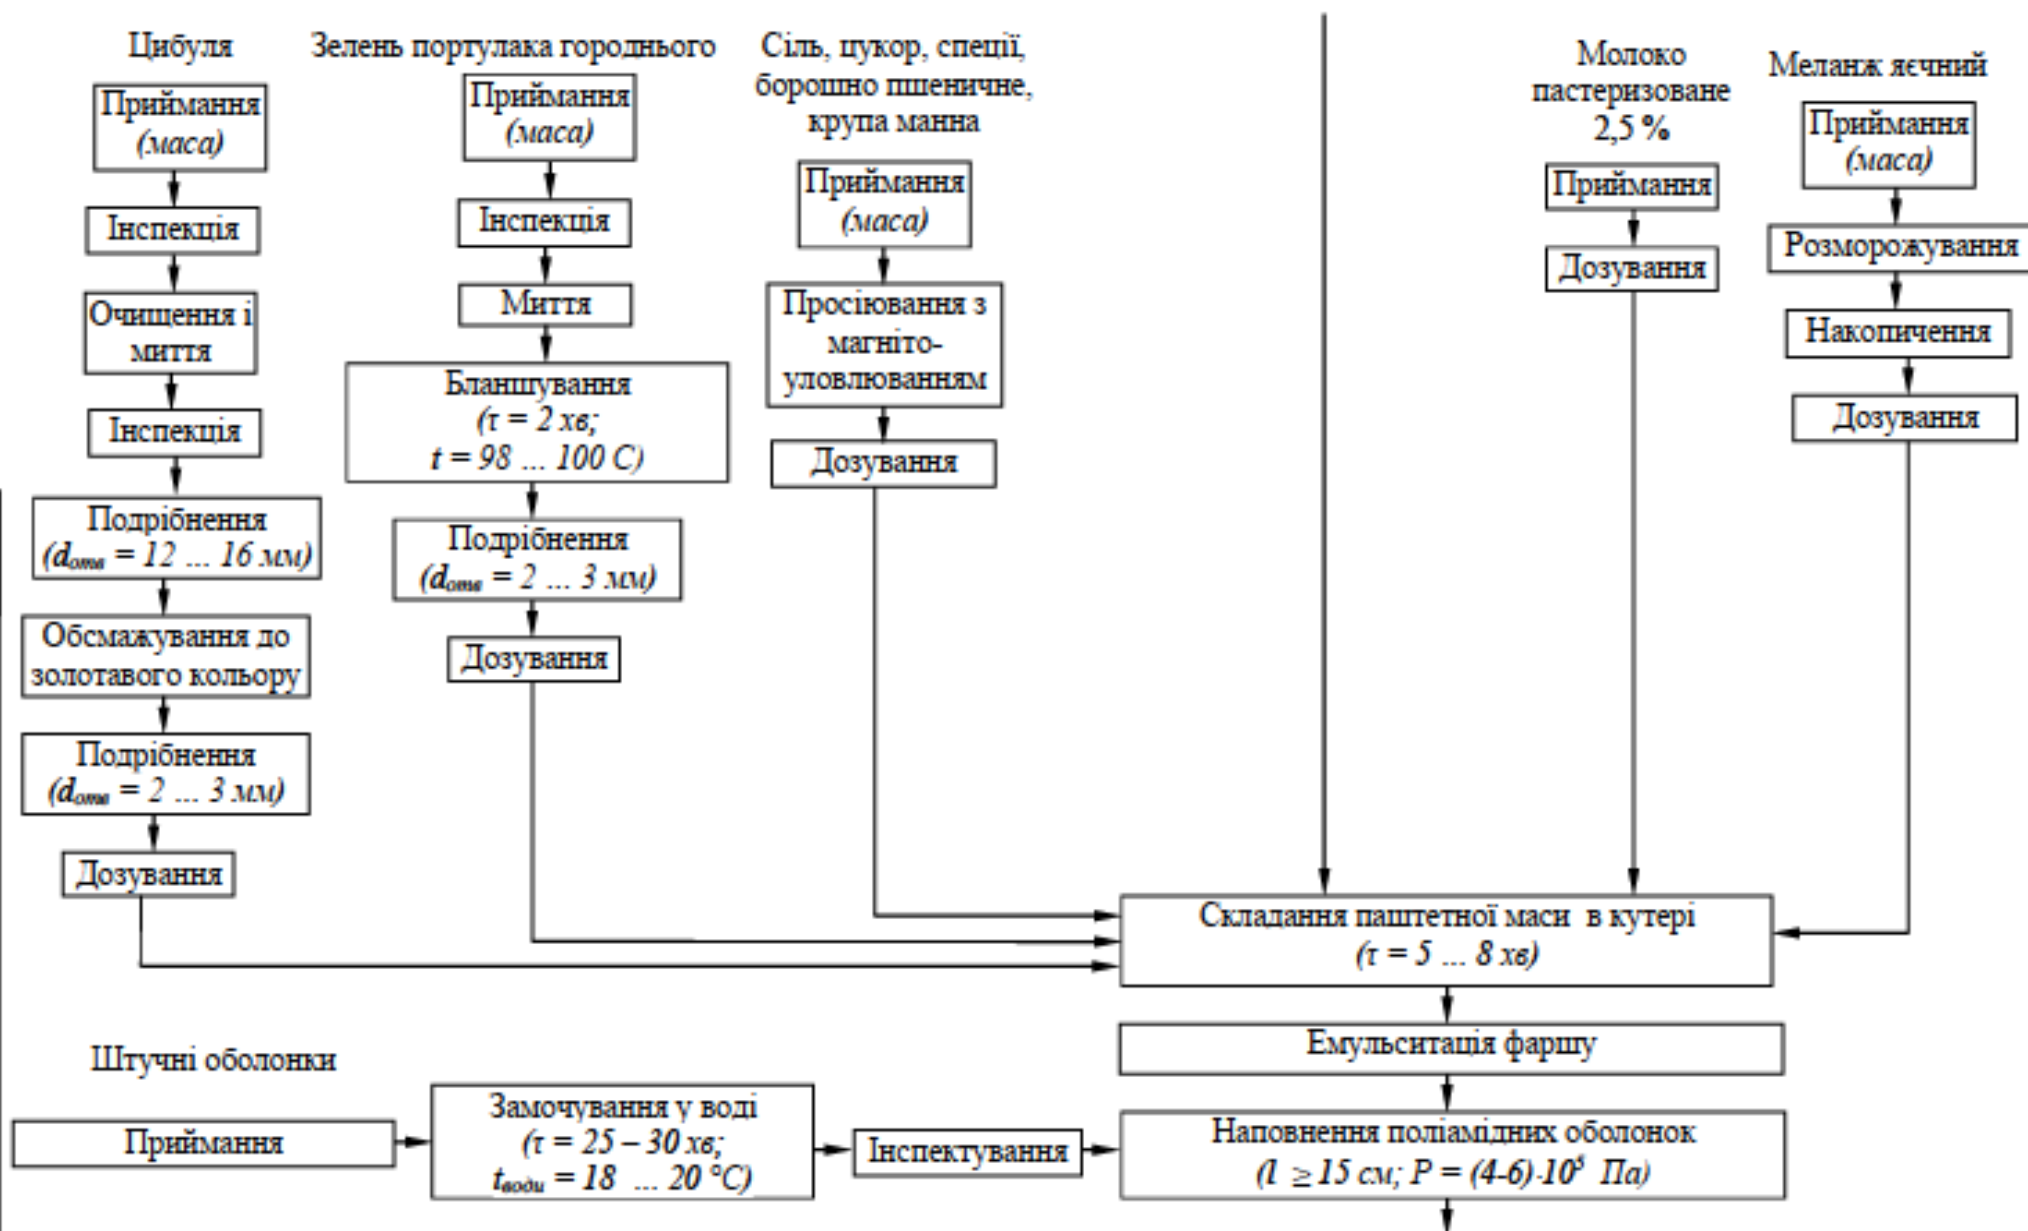 Цибуля
Приймання
(маса)
Інспекція
Очищення і
миття
Інспекція
Подрібнення
(dотв = 12 ... 16 мм)
Обсмажування до
золотавого кольору
Подрібнення
(dотв = 2 ... 3 мм)
Дозування
Зелень портулака городнього
Приймання
(маса)
Інспекція
Миття
Бланшування
(τ = 2 хв;
t = 98 ... 100 С)
Подрібнення
(dотв = 2 ... 3 мм)
Дозування
Сіль, цукор, спеції,
борошно пшеничне,
крупа манна
Приймання
(маса)
Просіювання з
магніто-
уловлюванням
Дозування
Молоко
пастеризоване
2,5 %
Приймання
Дозування
Меланж яєчний
Приймання
(маса)
Розморожування
Накопичення
Дозування
Складання паштетної маси в кутері
(τ = 5 ... 8 хв)
Емульситація фаршу
Штучні оболонки
Приймання
Замочування у воді
(τ = 25 – 30 хв;
tводи = 18 ... 20 °С)
Інспектування
Наповнення поліамідних оболонок
(l ≥ 15 см; Р = (4-6)·10⁵ Па)